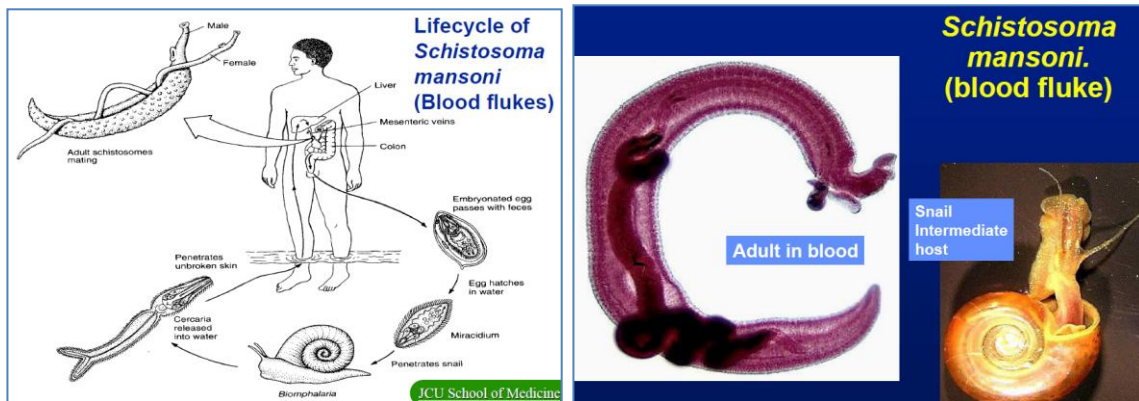 Lifecycle of
Schistosoma
mansoni
(Blood flukes)
Male
Female
Liver
Mesenteric veins
Colon
Adult schistosomes
mating
Embryonated egg
passes with feces
Egg hatches
in water
Miracidium
Penetrates snail
Biomphalaria
Cercaria
released
into water
Penetrates
unbroken skin
JCU School of Medicine
Schistosoma
mansoni.
(blood fluke)
Adult in blood
Snail
Intermediate
host